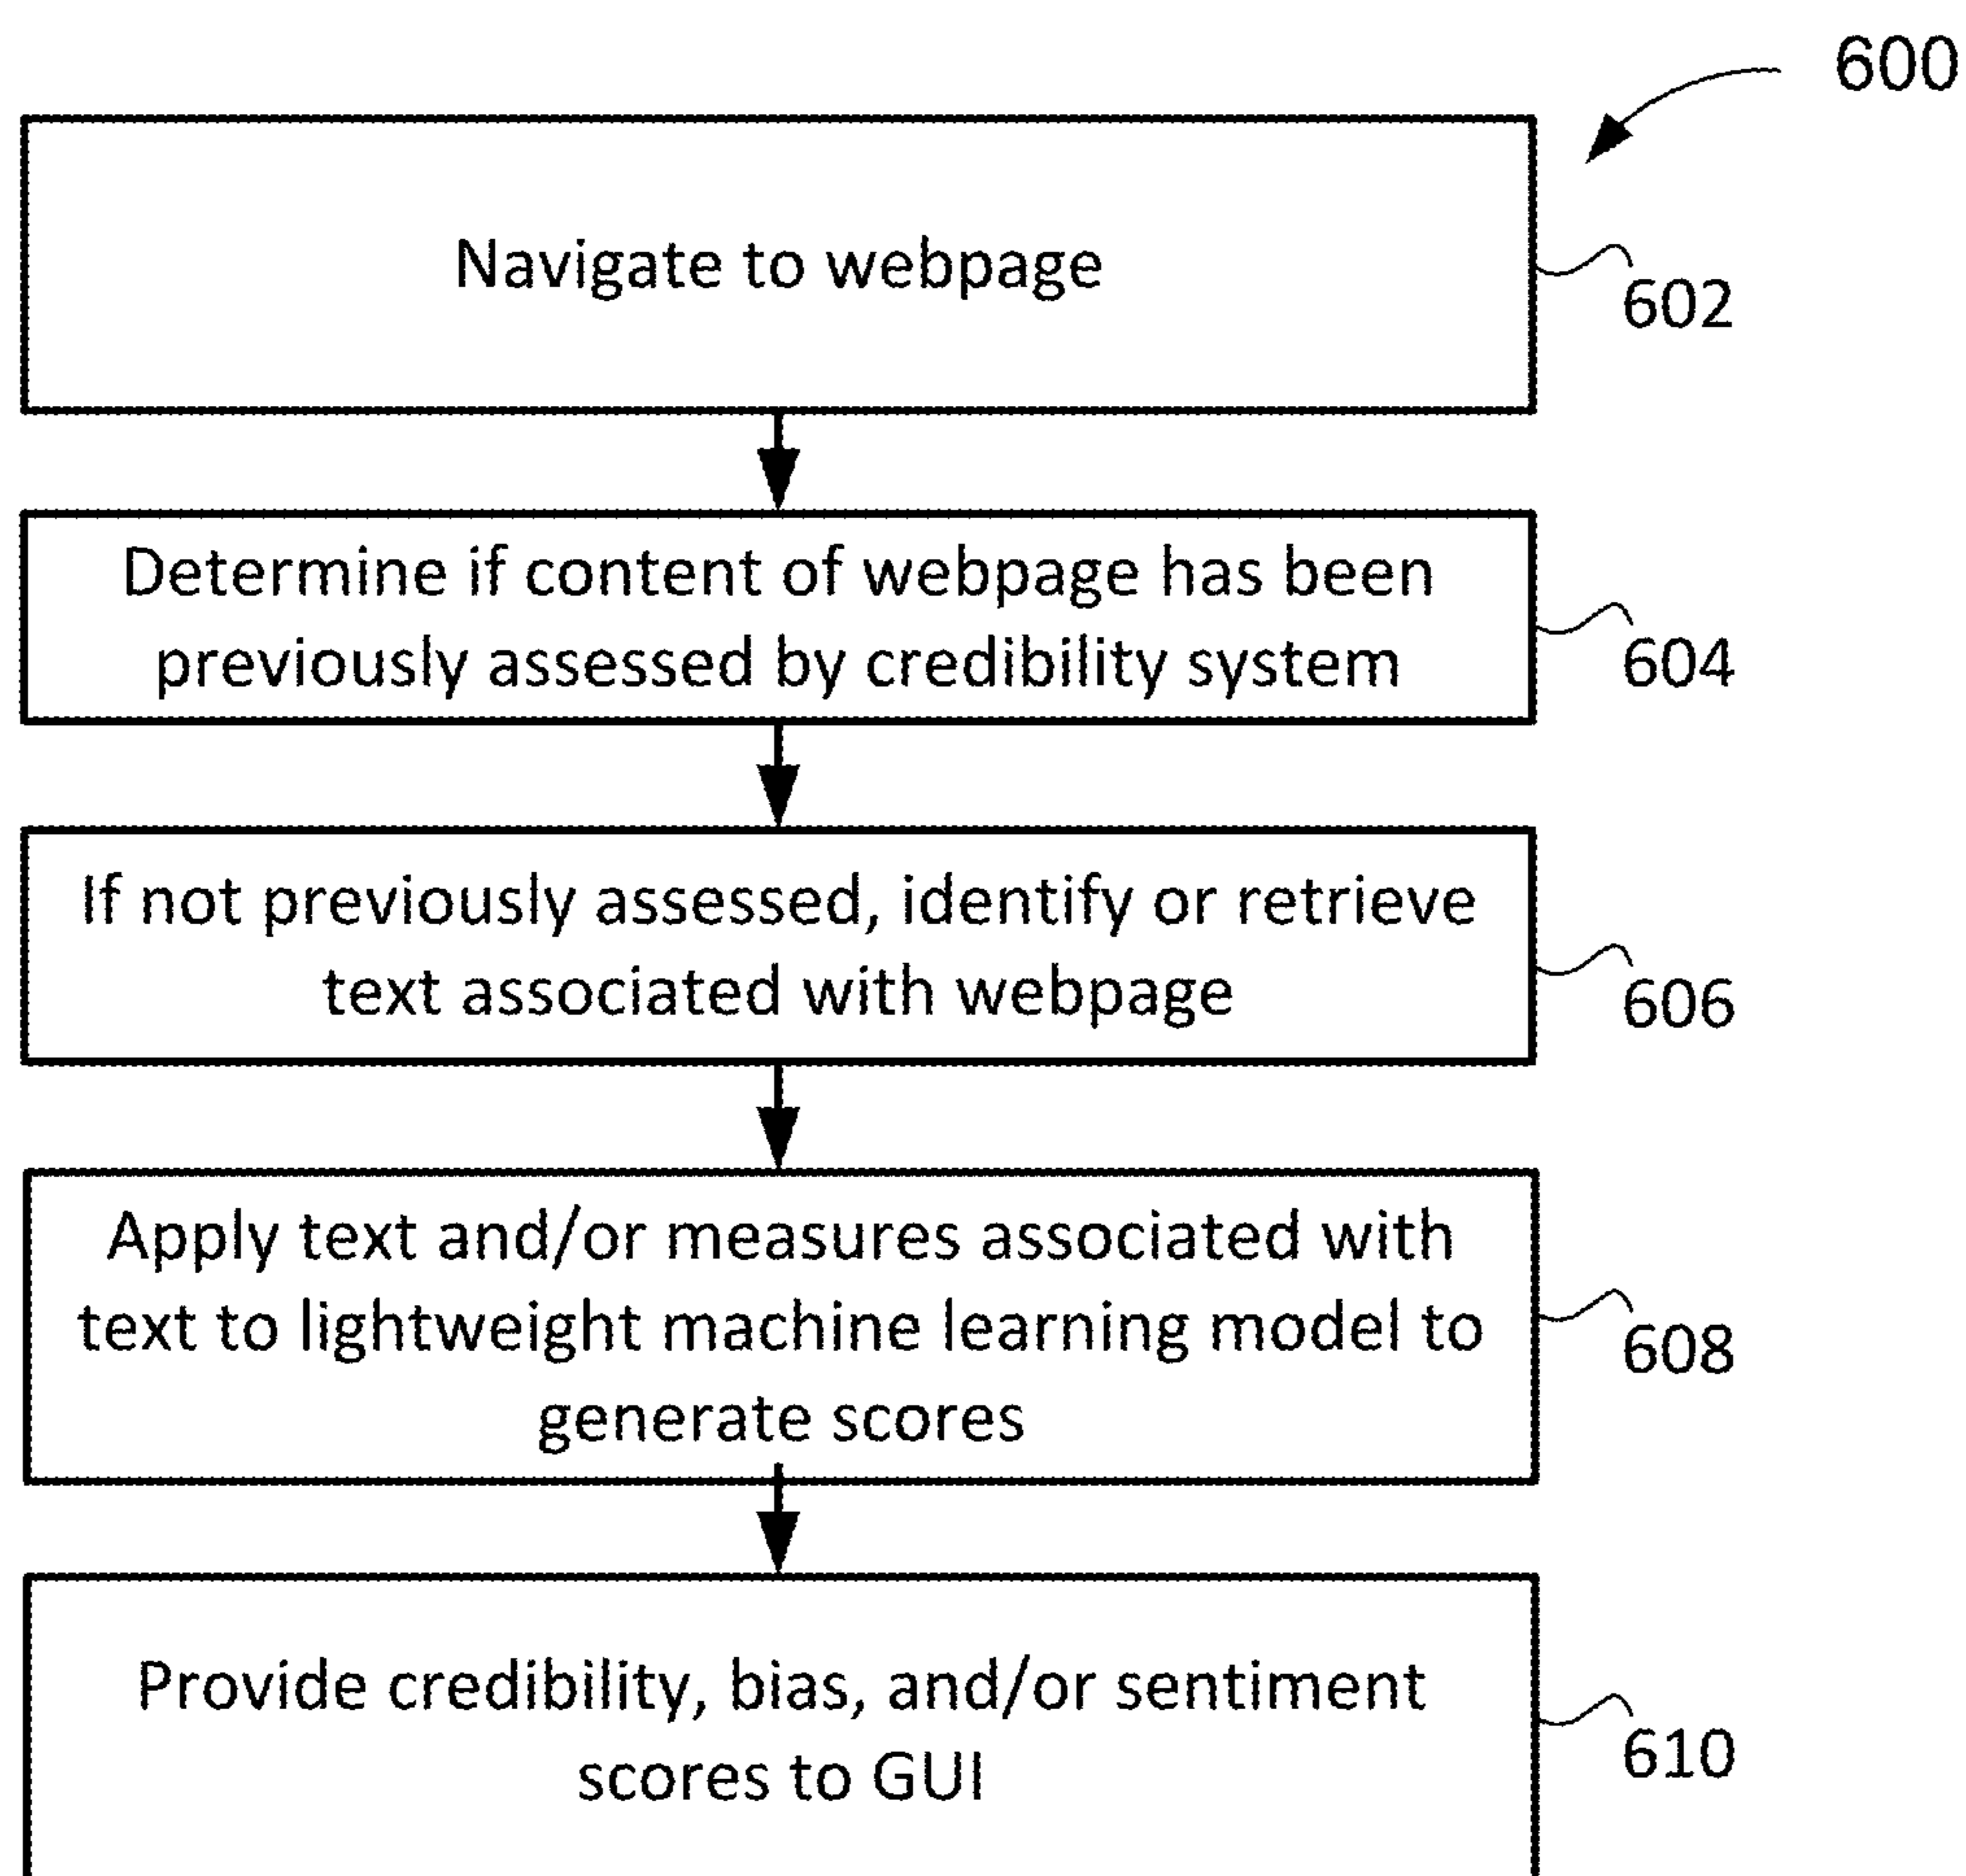 600
Navigate to webpage
602
Determine if content of webpage has been
previously assessed by credibility system
604
If not previously assessed, identify or retrieve
text associated with webpage
606
Apply text and/or measures associated with
text to lightweight machine learning model to
generate scores
608
Provide credibility, bias, and/or sentiment
scores to GUI
610